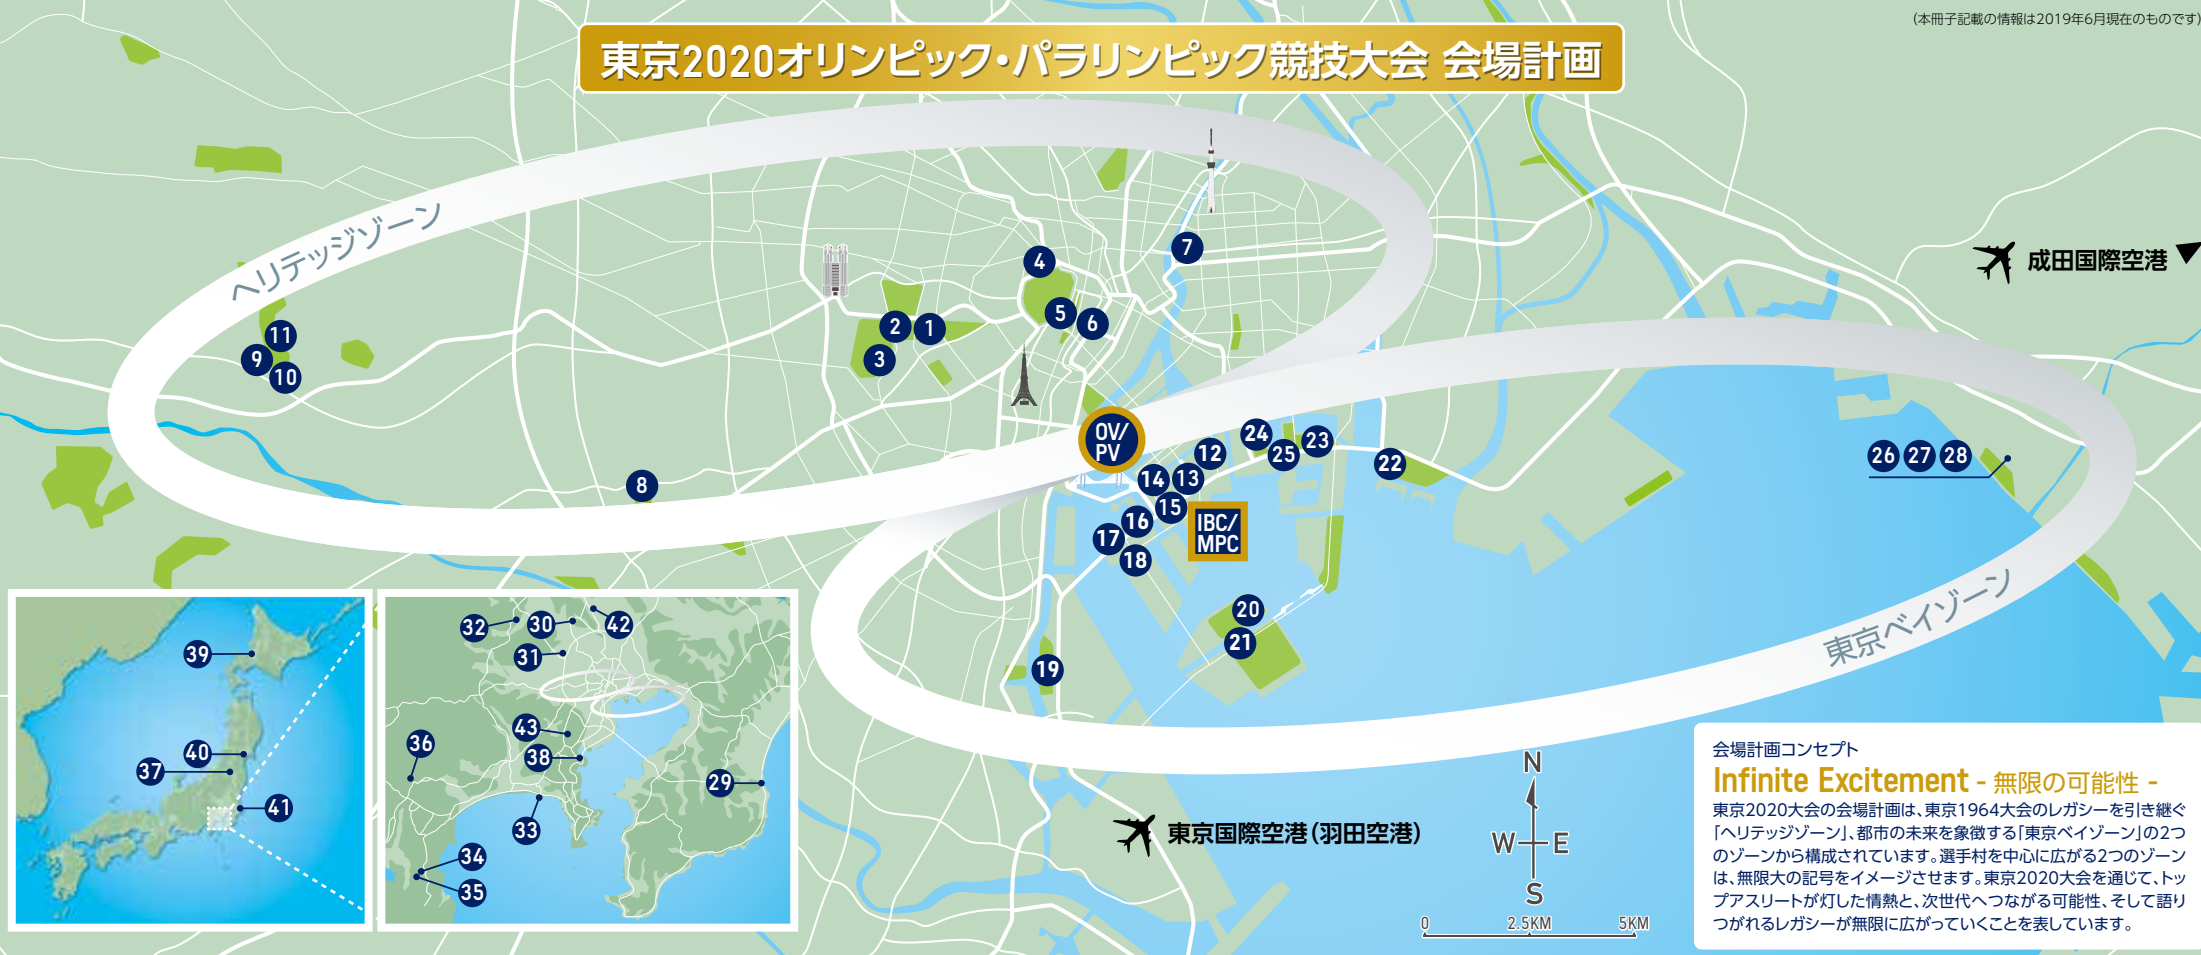 (本冊子記載の情報は2019年6月現在のものです)
東京2020オリンピック・パラリンピック競技大会 会場計画
ヘリテッジゾーン
4
7
成田国際空港
5
6
2
1
3
11
9
10
OV/
PV
8
12
24
25
23
22
26 27 28
14
13
15
16
17
18
IBC/
MPC
20
21
19
東京ベイゾーン
39
40
37
41
32
30
42
31
43
38
36
29
33
34
35
東京国際空港(羽田空港)
N
W
E
S
0
2.5KM
5KM
会場計画コンセプト
Infinite Excitement - 無限の可能性 -
東京2020大会の会場計画は、東京1964大会のレガシーを引き継ぐ
「ヘリテッジゾーン」、都市の未来を象徴する「東京ベイゾーン」の2つ
のゾーンから構成されています。選手村を中心に広がる2つのゾーン
は、無限大の記号をイメージさせます。東京2020大会を通じて、トッ
プアスリートが灯した情熱と、次世代へつながる可能性、そして語り
つがれるレガシーが無限に広がっていくことを表しています。